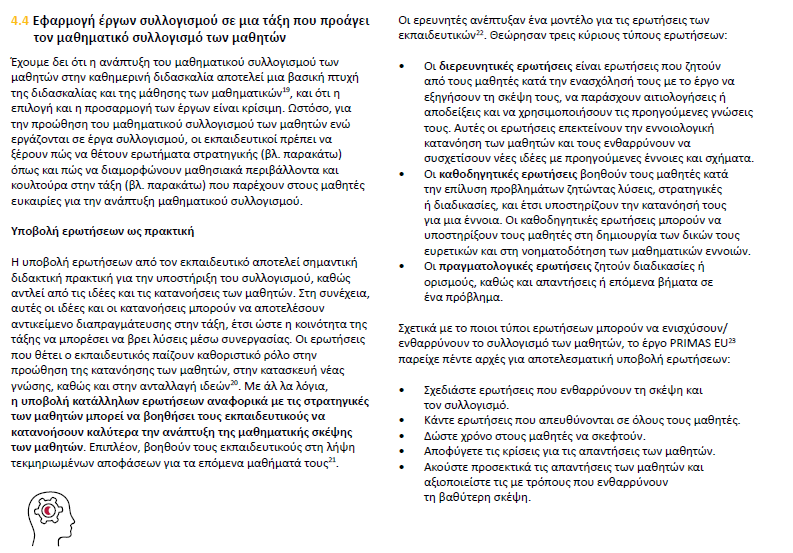 4.4 Εφαρμογή έργων συλλογισμού σε μια τάξη που προάγει
τον μαθηματικό συλλογισμό των μαθητών
Έχουμε δει ότι η ανάπτυξη του μαθηματικού συλλογισμού των
μαθητών στην καθημερινή διδασκαλία αποτελεί μια βασική πτυχή
της διδασκαλίας και της μάθησης των μαθηματικών¹⁹, και ότι η
επιλογή και η προσαρμογή των έργων είναι κρίσιμη. Ωστόσο, για
την προώθηση του μαθηματικού συλλογισμού των μαθητών ενώ
εργάζονται σε έργα συλλογισμού, οι εκπαιδευτικοί πρέπει να
ξέρουν πώς να θέτουν ερωτήματα στρατηγικής (βλ. παρακάτω)
όπως και πώς να διαμορφώνουν μαθησιακά περιβάλλοντα και
κουλτούρα στην τάξη (βλ. παρακάτω) που παρέχουν στους μαθητές
ευκαιρίες για την ανάπτυξη μαθηματικού συλλογισμού.
Υποβολή ερωτήσεων ως πρακτική
Η υποβολή ερωτήσεων από τον εκπαιδευτικό αποτελεί σημαντική
διδακτική πρακτική για την υποστήριξη του συλλογισμού, καθώς
αντλεί από τις ιδέες και τις κατανοήσεις των μαθητών. Στη συνέχεια,
αυτές οι ιδέες και οι κατανοήσεις μπορούν να αποτελέσουν
αντικείμενο διαπραγμάτευσης στην τάξη, έτσι ώστε η κοινότητα της
τάξης να μπορέσει να βρει λύσεις μέσω συνεργασίας. Οι ερωτήσεις
που θέτει ο εκπαιδευτικός παίζουν καθοριστικό ρόλο στην
προώθηση της κατανόησης των μαθητών, στην κατασκευή νέας
γνώσης, καθώς και στην ανταλλαγή ιδεών²⁰. Με άλ λα λόγια,
η υποβολή κατάλληλων ερωτήσεων αναφορικά με τις στρατηγικές
των μαθητών μπορεί να βοηθήσει τους εκπαιδευτικούς να
κατανοήσουν καλύτερα την ανάπτυξη της μαθηματικής σκέψης
των μαθητών. Επιπλέον, βοηθούν τους εκπαιδευτικούς στη λήψη
τεκμηριωμένων αποφάσεων για τα επόμενα μαθήματά τους²¹.
Οι ερευνητές ανέπτυξαν ένα μοντέλο για τις ερωτήσεις των
εκπαιδευτικών²². Θεώρησαν τρεις κύριους τύπους ερωτήσεων:
• Οι διερευνητικές ερωτήσεις είναι ερωτήσεις που ζητούν
από τους μαθητές κατά την ενασχόλησή τους με το έργο να
εξηγήσουν τη σκέψη τους, να παράσχουν αιτιολογήσεις ή
αποδείξεις και να χρησιμοποιήσουν τις προηγούμενες γνώσεις
τους. Αυτές οι ερωτήσεις επεκτείνουν την εννοιολογική
κατανόηση των μαθητών και τους ενθαρρύνουν να
συσχετίσουν νέες ιδέες με προηγούμενες έννοιες και σχήματα.
• Οι καθοδηγητικές ερωτήσεις βοηθούν τους μαθητές κατά
την επίλυση προβλημάτων ζητώντας λύσεις, στρατηγικές
ή διαδικασίες, και έτσι υποστηρίζουν την κατανόησή τους
για μια έννοια. Οι καθοδηγητικές ερωτήσεις μπορούν να
υποστηρίξουν τους μαθητές στη δημιουργία των δικών τους
ευρετικών και στη νοηματοδότηση των μαθηματικών εννοιών.
• Οι πραγματολογικές ερωτήσεις ζητούν διαδικασίες ή
ορισμούς, καθώς και απαντήσεις ή επόμενα βήματα σε
ένα πρόβλημα.
Σχετικά με το ποιοι τύποι ερωτήσεων μπορούν να ενισχύσουν/
ενθαρρύνουν το συλλογισμό των μαθητών, το έργο PRIMAS EU²³
παρείχε πέντε αρχές για αποτελεσματική υποβολή ερωτήσεων:
• Σχεδιάστε ερωτήσεις που ενθαρρύνουν τη σκέψη και
τον συλλογισμό.
• Κάντε ερωτήσεις που απευθύνονται σε όλους τους μαθητές.
• Δώστε χρόνο στους μαθητές να σκεφτούν.
• Αποφύγετε τις κρίσεις για τις απαντήσεις των μαθητών.
• Ακούστε προσεκτικά τις απαντήσεις των μαθητών και
αξιοποιείστε τις με τρόπους που ενθαρρύνουν
τη βαθύτερη σκέψη.